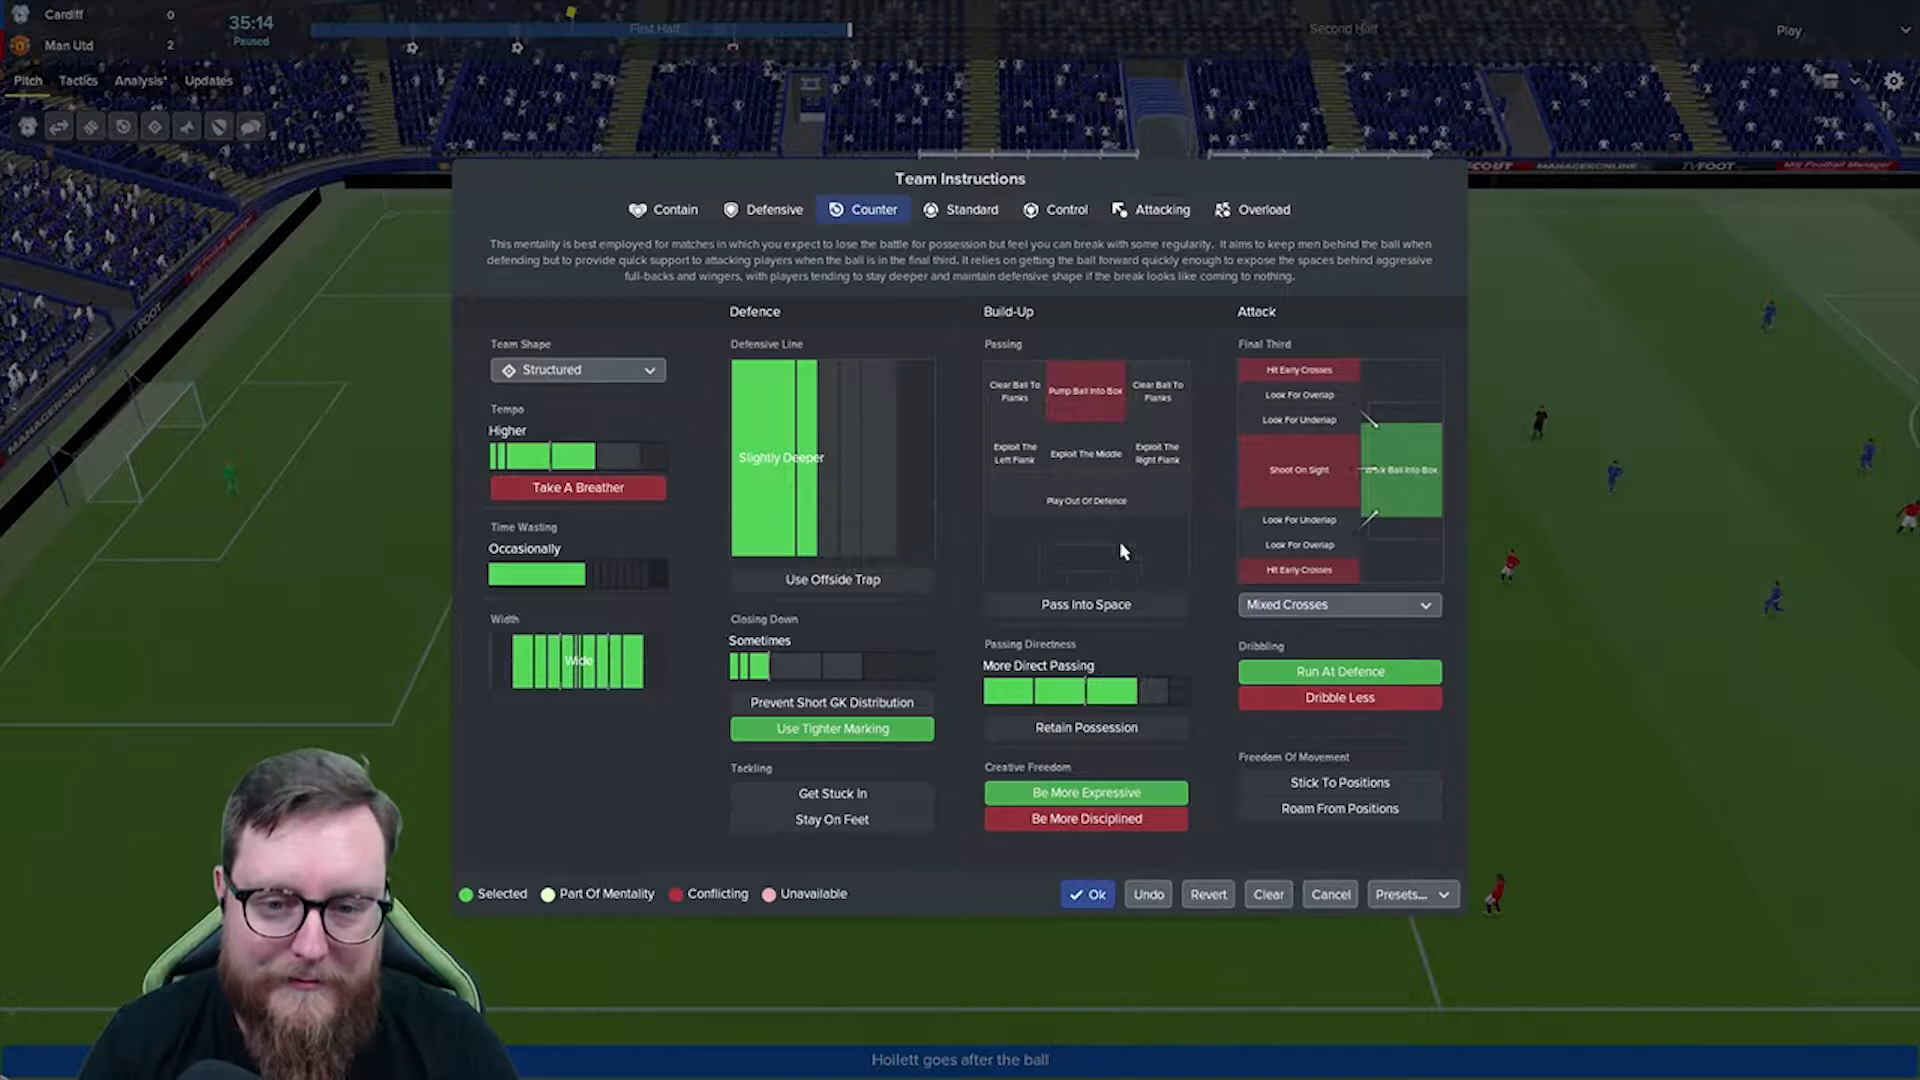 Cardiff 0
Man Utd 2
35:14
Paused
First Half
Second Half
Play
Pitch Tactics Analysis* Updates
SCOUT MANAGERONLINE TVFOOT
Team Instructions
Contain Defensive Counter Standard Control Attacking Overload
This mentality is best employed for matches in which you expect to lose the battle for possession but feel you can break with some regularity. It aims to keep men behind the ball when
defending but to provide quick support to attacking players when the ball is in the final third. It relies on getting the ball forward quickly enough to expose the spaces behind aggressive
full-backs and wingers, with players tending to stay deeper and maintain defensive shape if the break looks like coming to nothing.
Team Shape
Structured
Tempo
Higher
Take A Breather
Time Wasting
Occasionally
Width
Wide
Defence
Defensive Line
Slightly Deeper
Use Offside Trap
Closing Down
Sometimes
Prevent Short GK Distribution
Use Tighter Marking
Tackling
Get Stuck In
Stay On Feet
Build-Up
Passing
Clear Ball To
Flanks
Pump Ball Into Box
Clear Ball To
Flanks
Exploit The
Left Flank
Exploit The Middle
Exploit The
Right Flank
Play Out Of Defence
Pass Into Space
Passing Directness
More Direct Passing
Retain Possession
Creative Freedom
Be More Expressive
Be More Disciplined
Attack
Final Third
Hit Early Crosses
Look For Overlap
Look For Underlap
Shoot On Sight
Work Ball Into Box
Look For Underlap
Look For Overlap
Hit Early Crosses
Mixed Crosses
Dribbling
Run At Defence
Dribble Less
Freedom Of Movement
Stick To Positions
Roam From Positions
Selected Part Of Mentality Conflicting Unavailable
Ok Undo Revert Clear Cancel Presets...
Hoilett goes after the ball